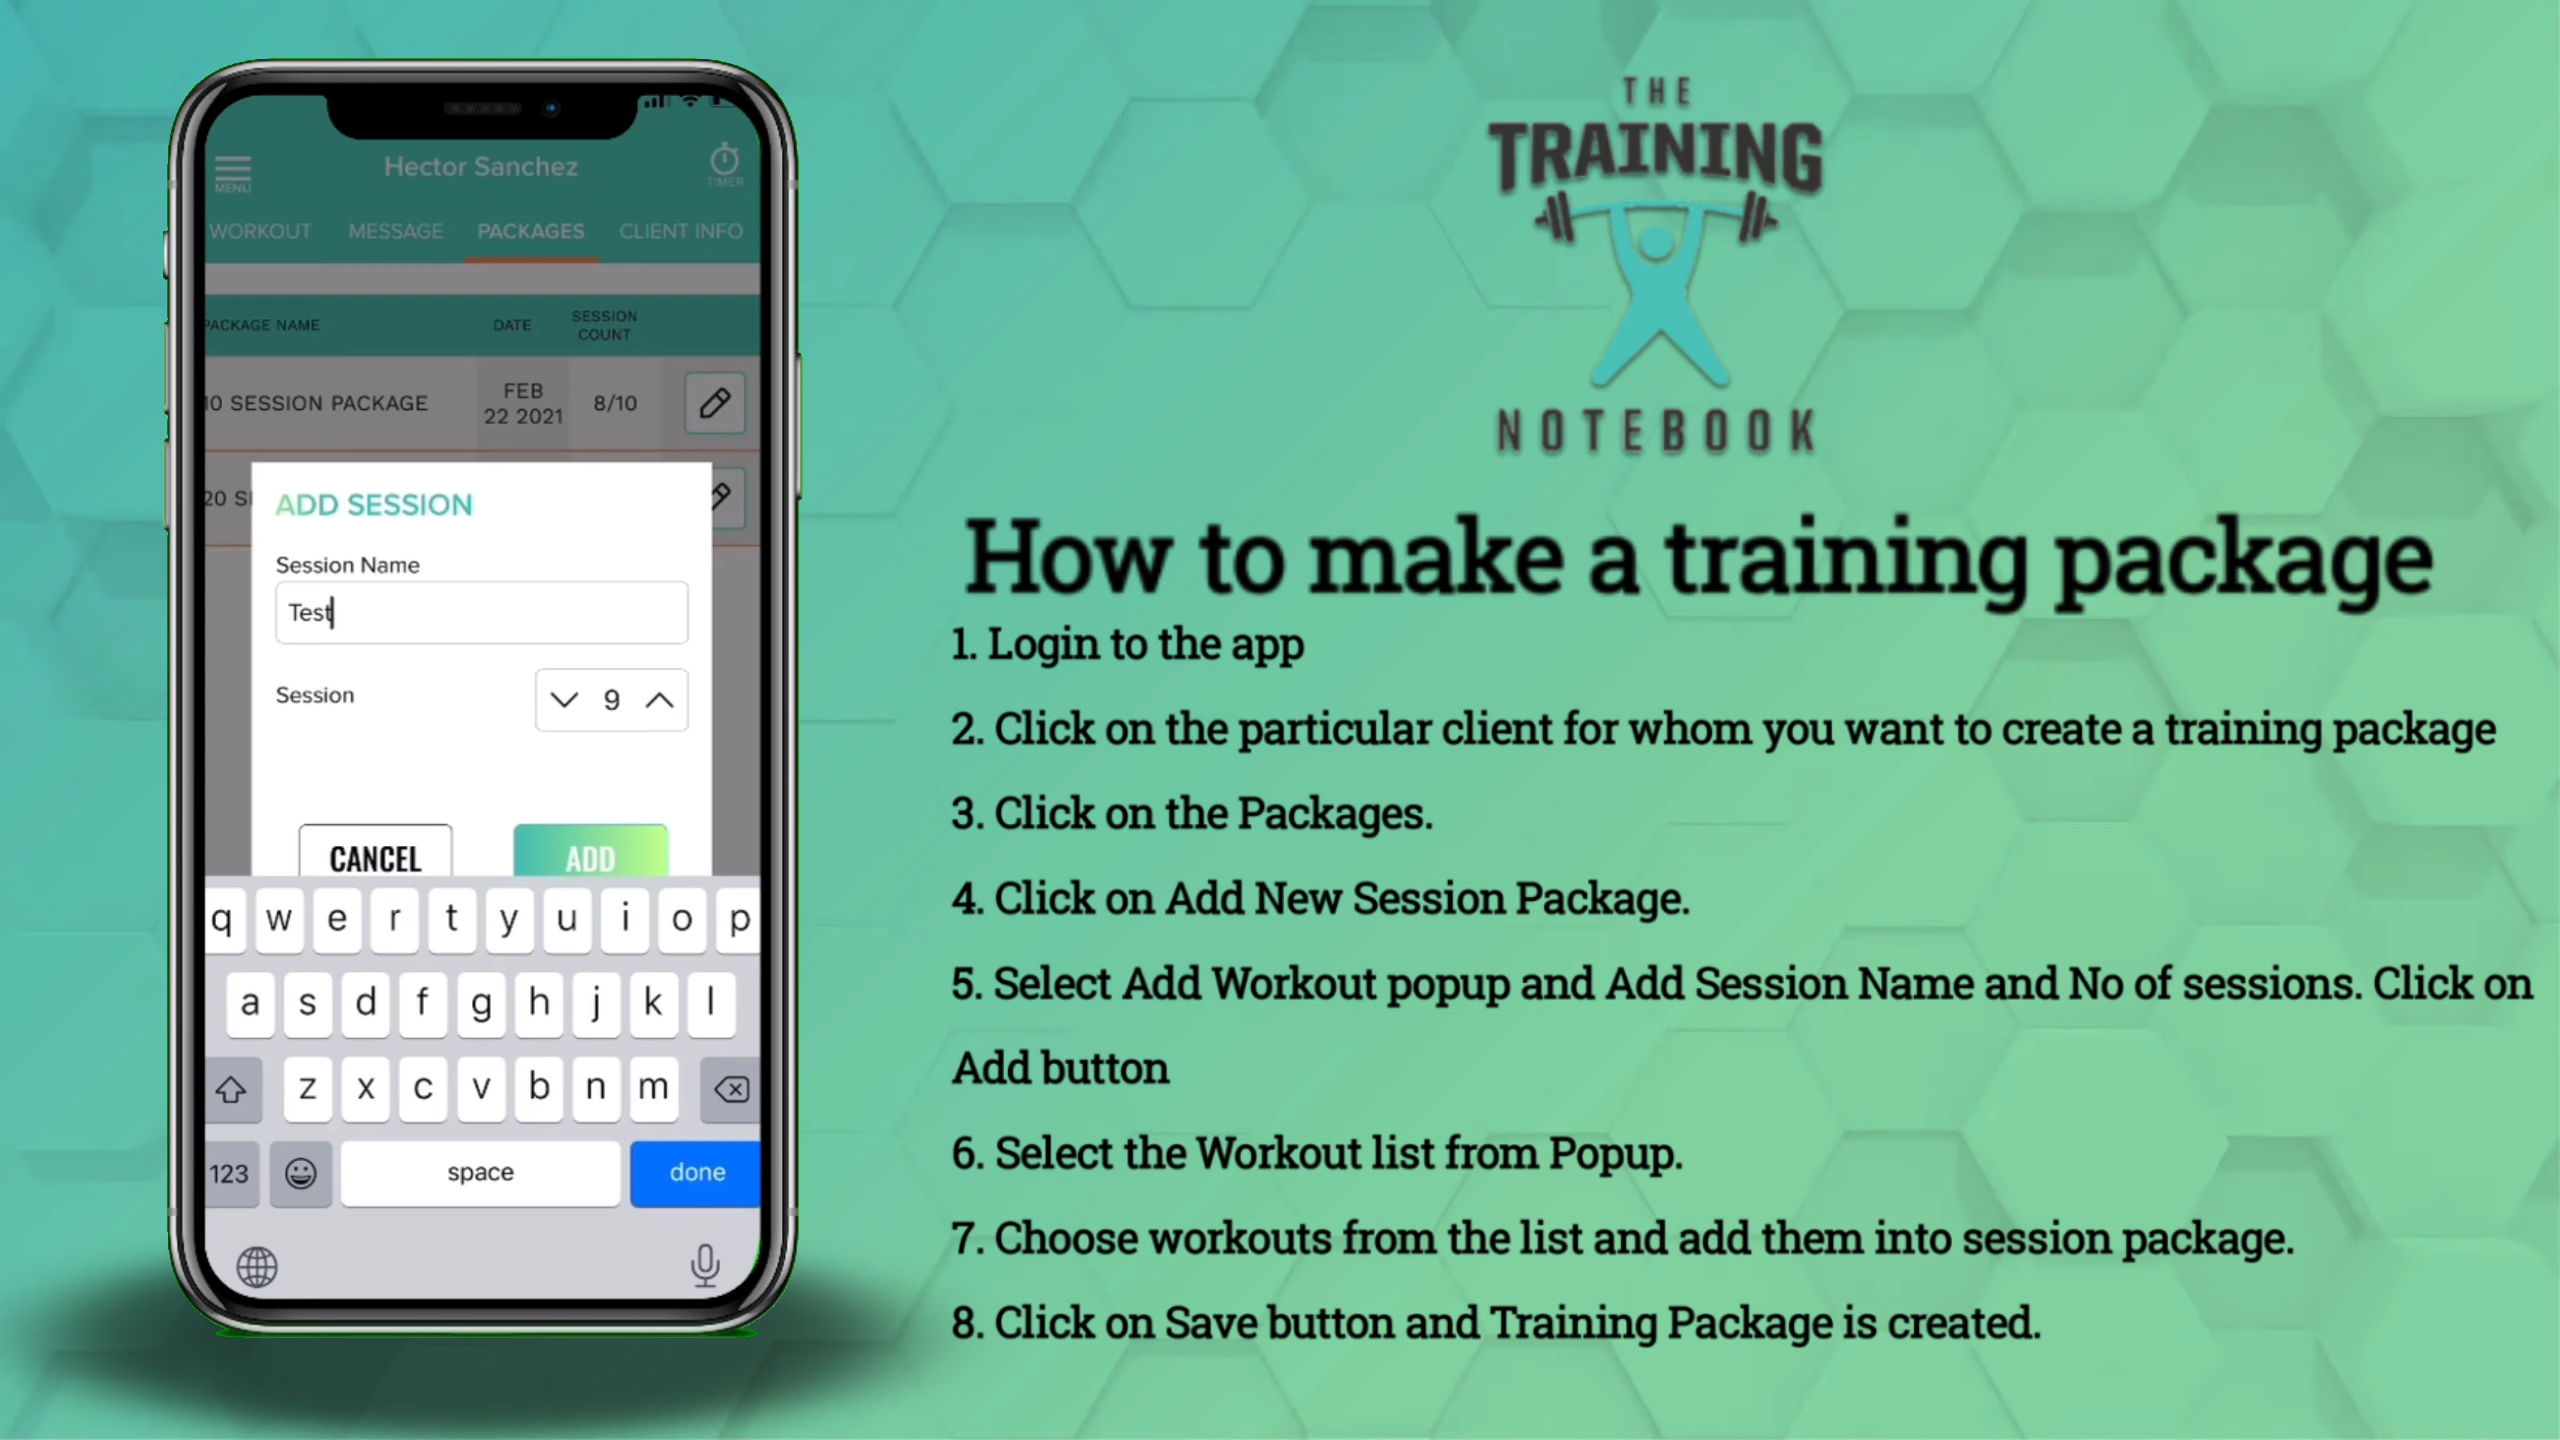 Hector Sanchez
MENU
TIMER
WORKOUT MESSAGE PACKAGES CLIENT INFO
PACKAGE NAME DATE SESSION COUNT
10 SESSION PACKAGE FEB 22 2021 8/10
20 S
ADD SESSION
Session Name
Test
Session 9
CANCEL ADD
q w e r t y u i o p
a s d f g h j k l
z x c v b n m
123 space done
THE
TRAINING
NOTEBOOK
How to make a training package
1. Login to the app
2. Click on the particular client for whom you want to create a training package
3. Click on the Packages.
4. Click on Add New Session Package.
5. Select Add Workout popup and Add Session Name and No of sessions. Click on
Add button
6. Select the Workout list from Popup.
7. Choose workouts from the list and add them into session package.
8. Click on Save button and Training Package is created.